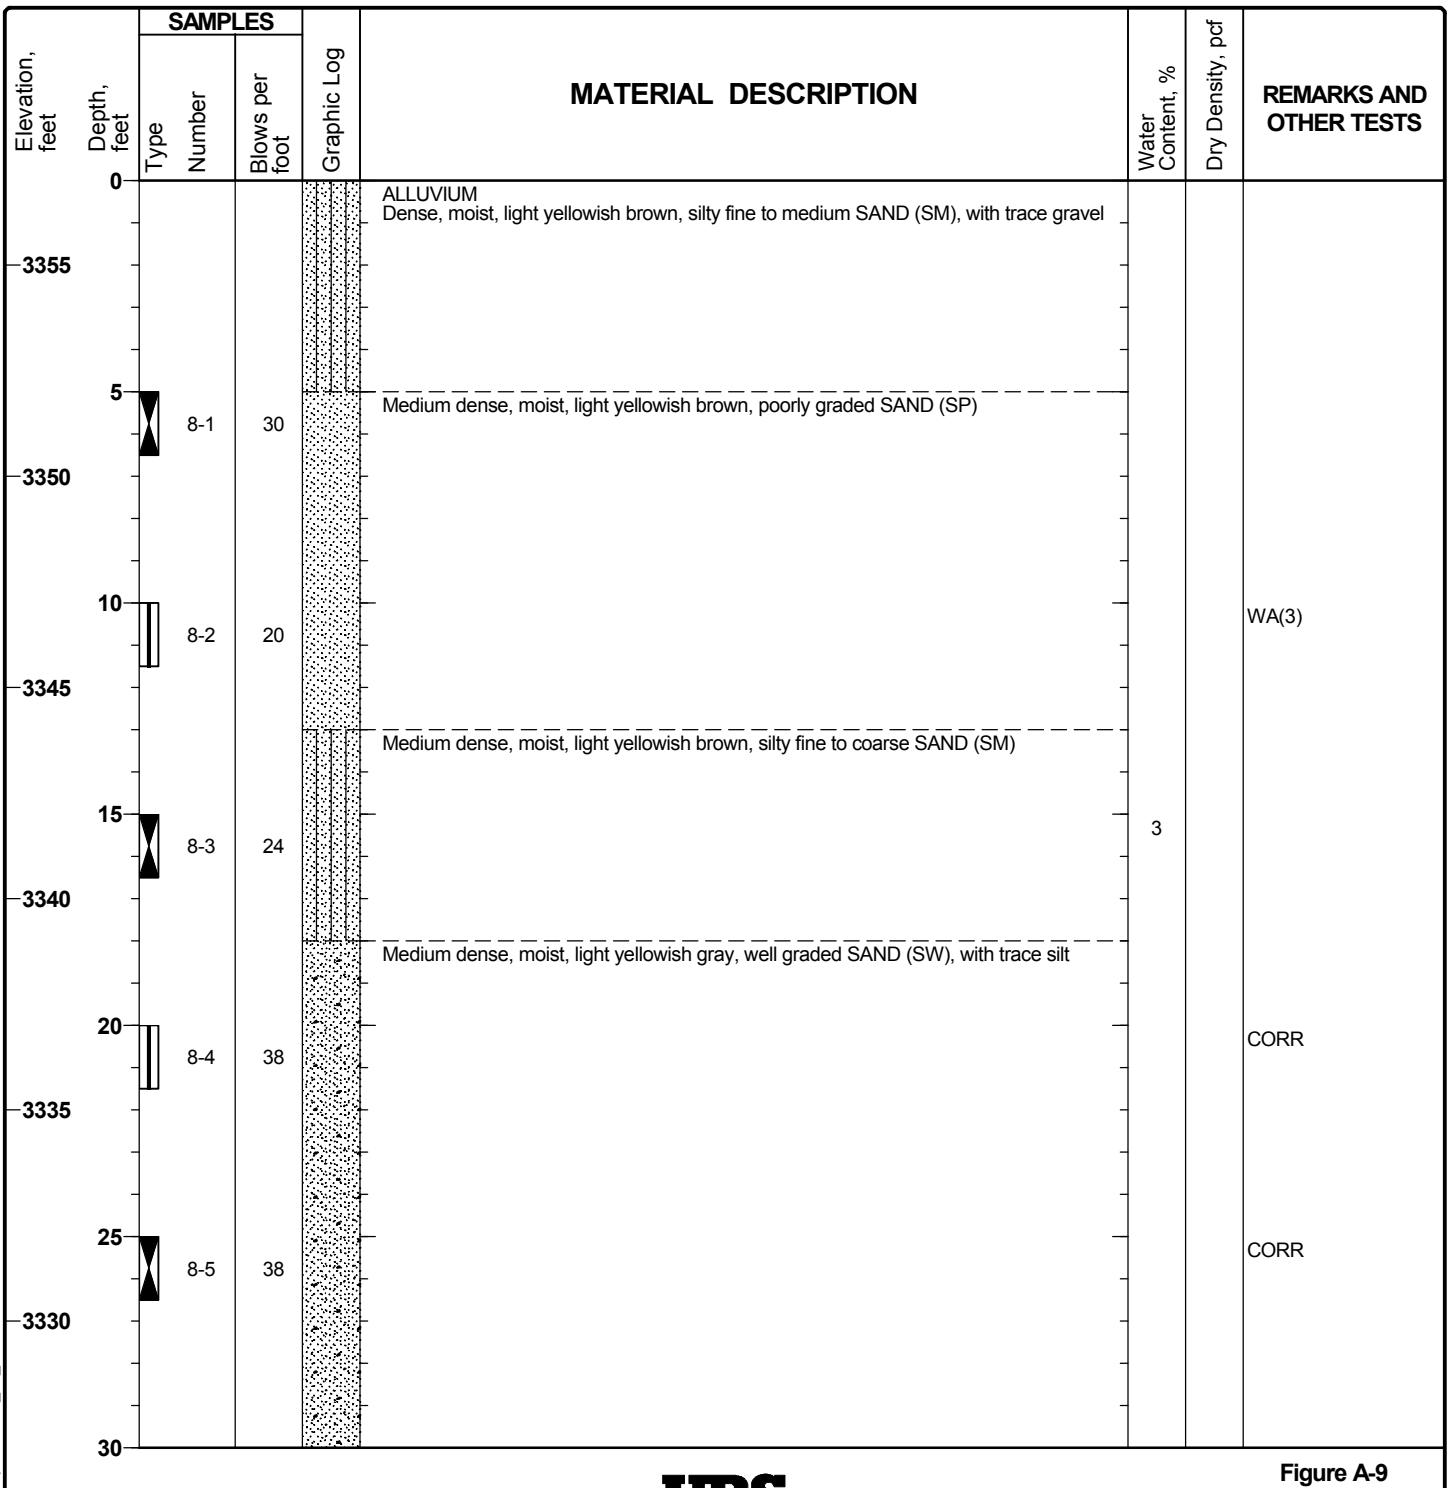 SAMPLES
Elevation,
feet
Depth,
feet
Type
Number
Blows per
foot
Graphic Log
MATERIAL DESCRIPTION
Water
Content, %
Dry Density, pcf
REMARKS AND
OTHER TESTS
0
ALLUVIUM
Dense, moist, light yellowish brown, silty fine to medium SAND (SM), with trace gravel
3355
5
Medium dense, moist, light yellowish brown, poorly graded SAND (SP)
8-1 30
3350
10
8-2 20 WA(3)
3345
Medium dense, moist, light yellowish brown, silty fine to coarse SAND (SM)
15
8-3 24 3
3340
Medium dense, moist, light yellowish gray, well graded SAND (SW), with trace silt
20
8-4 38 CORR
3335
25
8-5 38 CORR
3330
30
Figure A-9